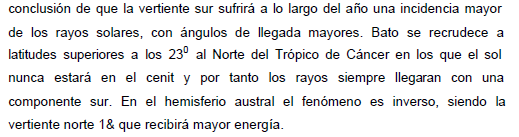 conclusión de que la vertiente sur sufrirá a lo largo del año una incidencia mayor
de los rayos solares, con ángulos de llegada mayores. Bato se recrudece a
latitudes superiores a los 23⁰ al Norte del Trópico de Cáncer en los que el sol
nunca estará en el cenit y por tanto los rayos siempre llegaran con una
componente sur. En el hemisferio austral el fenómeno es inverso, siendo la
vertiente norte 1& que recibirá mayor energía.